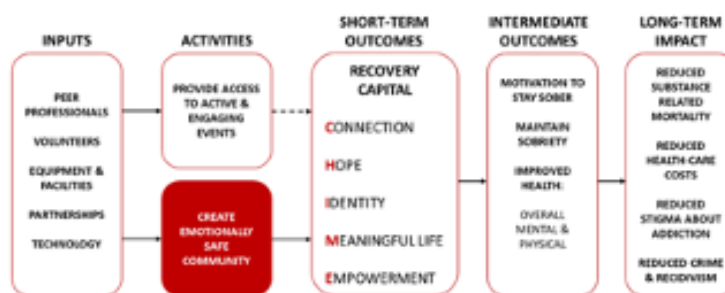 INPUTS
PEER
PROFESSIONALS
VOLUNTEERS
EQUIPMENT &
FACILITIES
PARTNERSHIPS
TECHNOLOGY
ACTIVITIES
PROVIDE ACCESS
TO ACTIVE &
ENGAGING
EVENTS
CREATE
EMOTIONALLY
SAFE
COMMUNITY
SHORT-TERM
OUTCOMES
RECOVERY
CAPITAL
CONNECTION
HOPE
IDENTITY
MEANINGFUL LIFE
EMPOWERMENT
INTERMEDIATE
OUTCOMES
MOTIVATION TO
STAY SOBER
MAINTAIN
SOBRIETY
IMPROVED
HEALTH:
OVERALL
MENTAL &
PHYSICAL
LONG-TERM
IMPACT
REDUCED
SUBSTANCE
RELATED
MORTALITY
REDUCED
HEALTH-CARE
COSTS
REDUCED
STIGMA ABOUT
ADDICTION
REDUCED CRIME
& RECIDIVISM